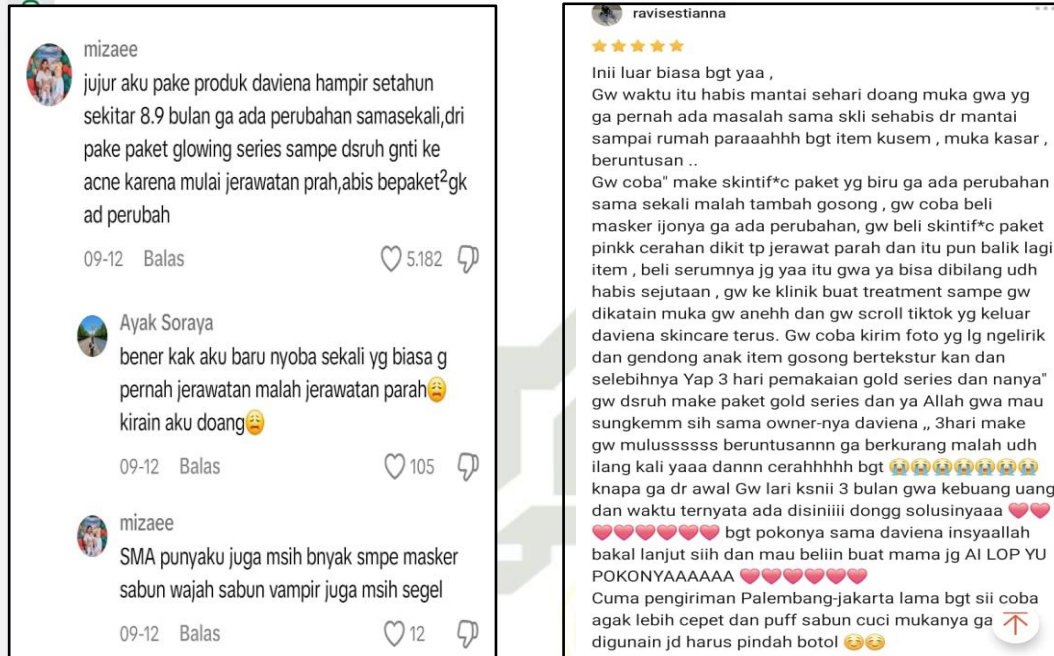 mizaee
jujur aku pake produk daviena hampir setahun
sekitar 8.9 bulan ga ada perubahan samasekali,dri
pake paket glowing series sampe dsruh gnti ke
acne karena mulai jerawatan prah,abis bepaket²gk
ad perubah
09-12 Balas 5.182
Ayak Soraya
bener kak aku baru nyoba sekali yg biasa g
pernah jerawatan malah jerawatan parah😩
kirain aku doang😩
09-12 Balas 105
mizaee
SMA punyaku juga msih bnyak smpe masker
sabun wajah sabun vampir juga msih segel
09-12 Balas 12
ravisestianna
Inii luar biasa bgt yaa ,
Gw waktu itu habis mantai sehari doang muka gwa yg
ga pernah ada masalah sama skli sehabis dr mantai
sampai rumah paraaahhh bgt item kusem , muka kasar ,
beruntusan ..
Gw coba" make skintif*c paket yg biru ga ada perubahan
sama sekali malah tambah gosong , gw coba beli
masker ijonya ga ada perubahan, gw beli skintif*c paket
pinkk cerahan dikit tp jerawat parah dan itu pun balik lagi
item , beli serumnya jg yaa itu gwa ya bisa dibilang udh
habis sejutaan , gw ke klinik buat treatment sampe gw
dikatain muka gw anehh dan gw scroll tiktok yg keluar
daviena skincare terus. Gw coba kirim foto yg lg ngelirik
dan gendong anak item gosong bertekstur kan dan
selebihnya Yap 3 hari pemakaian gold series dan nanya"
gw dsruh make paket gold series dan ya Allah gwa mau
sungkemm sih sama owner-nya daviena ,, 3hari make
gw mulussssss beruntusannn ga berkurang malah udh
ilang kali yaaa dannn cerahhhhh bgt 😭😭😭😭😭😭😭
knapa ga dr awal Gw lari ksnii 3 bulan gwa kebuang uang
dan waktu ternyata ada disiniiii dongg solusinyaaa 💗💗
💗💗💗💗💗💗 bgt pokonya sama daviena insyaallah
bakal lanjut siih dan mau beliin buat mama jg AI LOP YU
POKONYAAAAAA 💗💗💗💗💗💗
Cuma pengiriman Palembang-jakarta lama bgt sii coba
agak lebih cepet dan puff sabun cuci mukanya ga
digunain jd harus pindah botol ☺️☺️